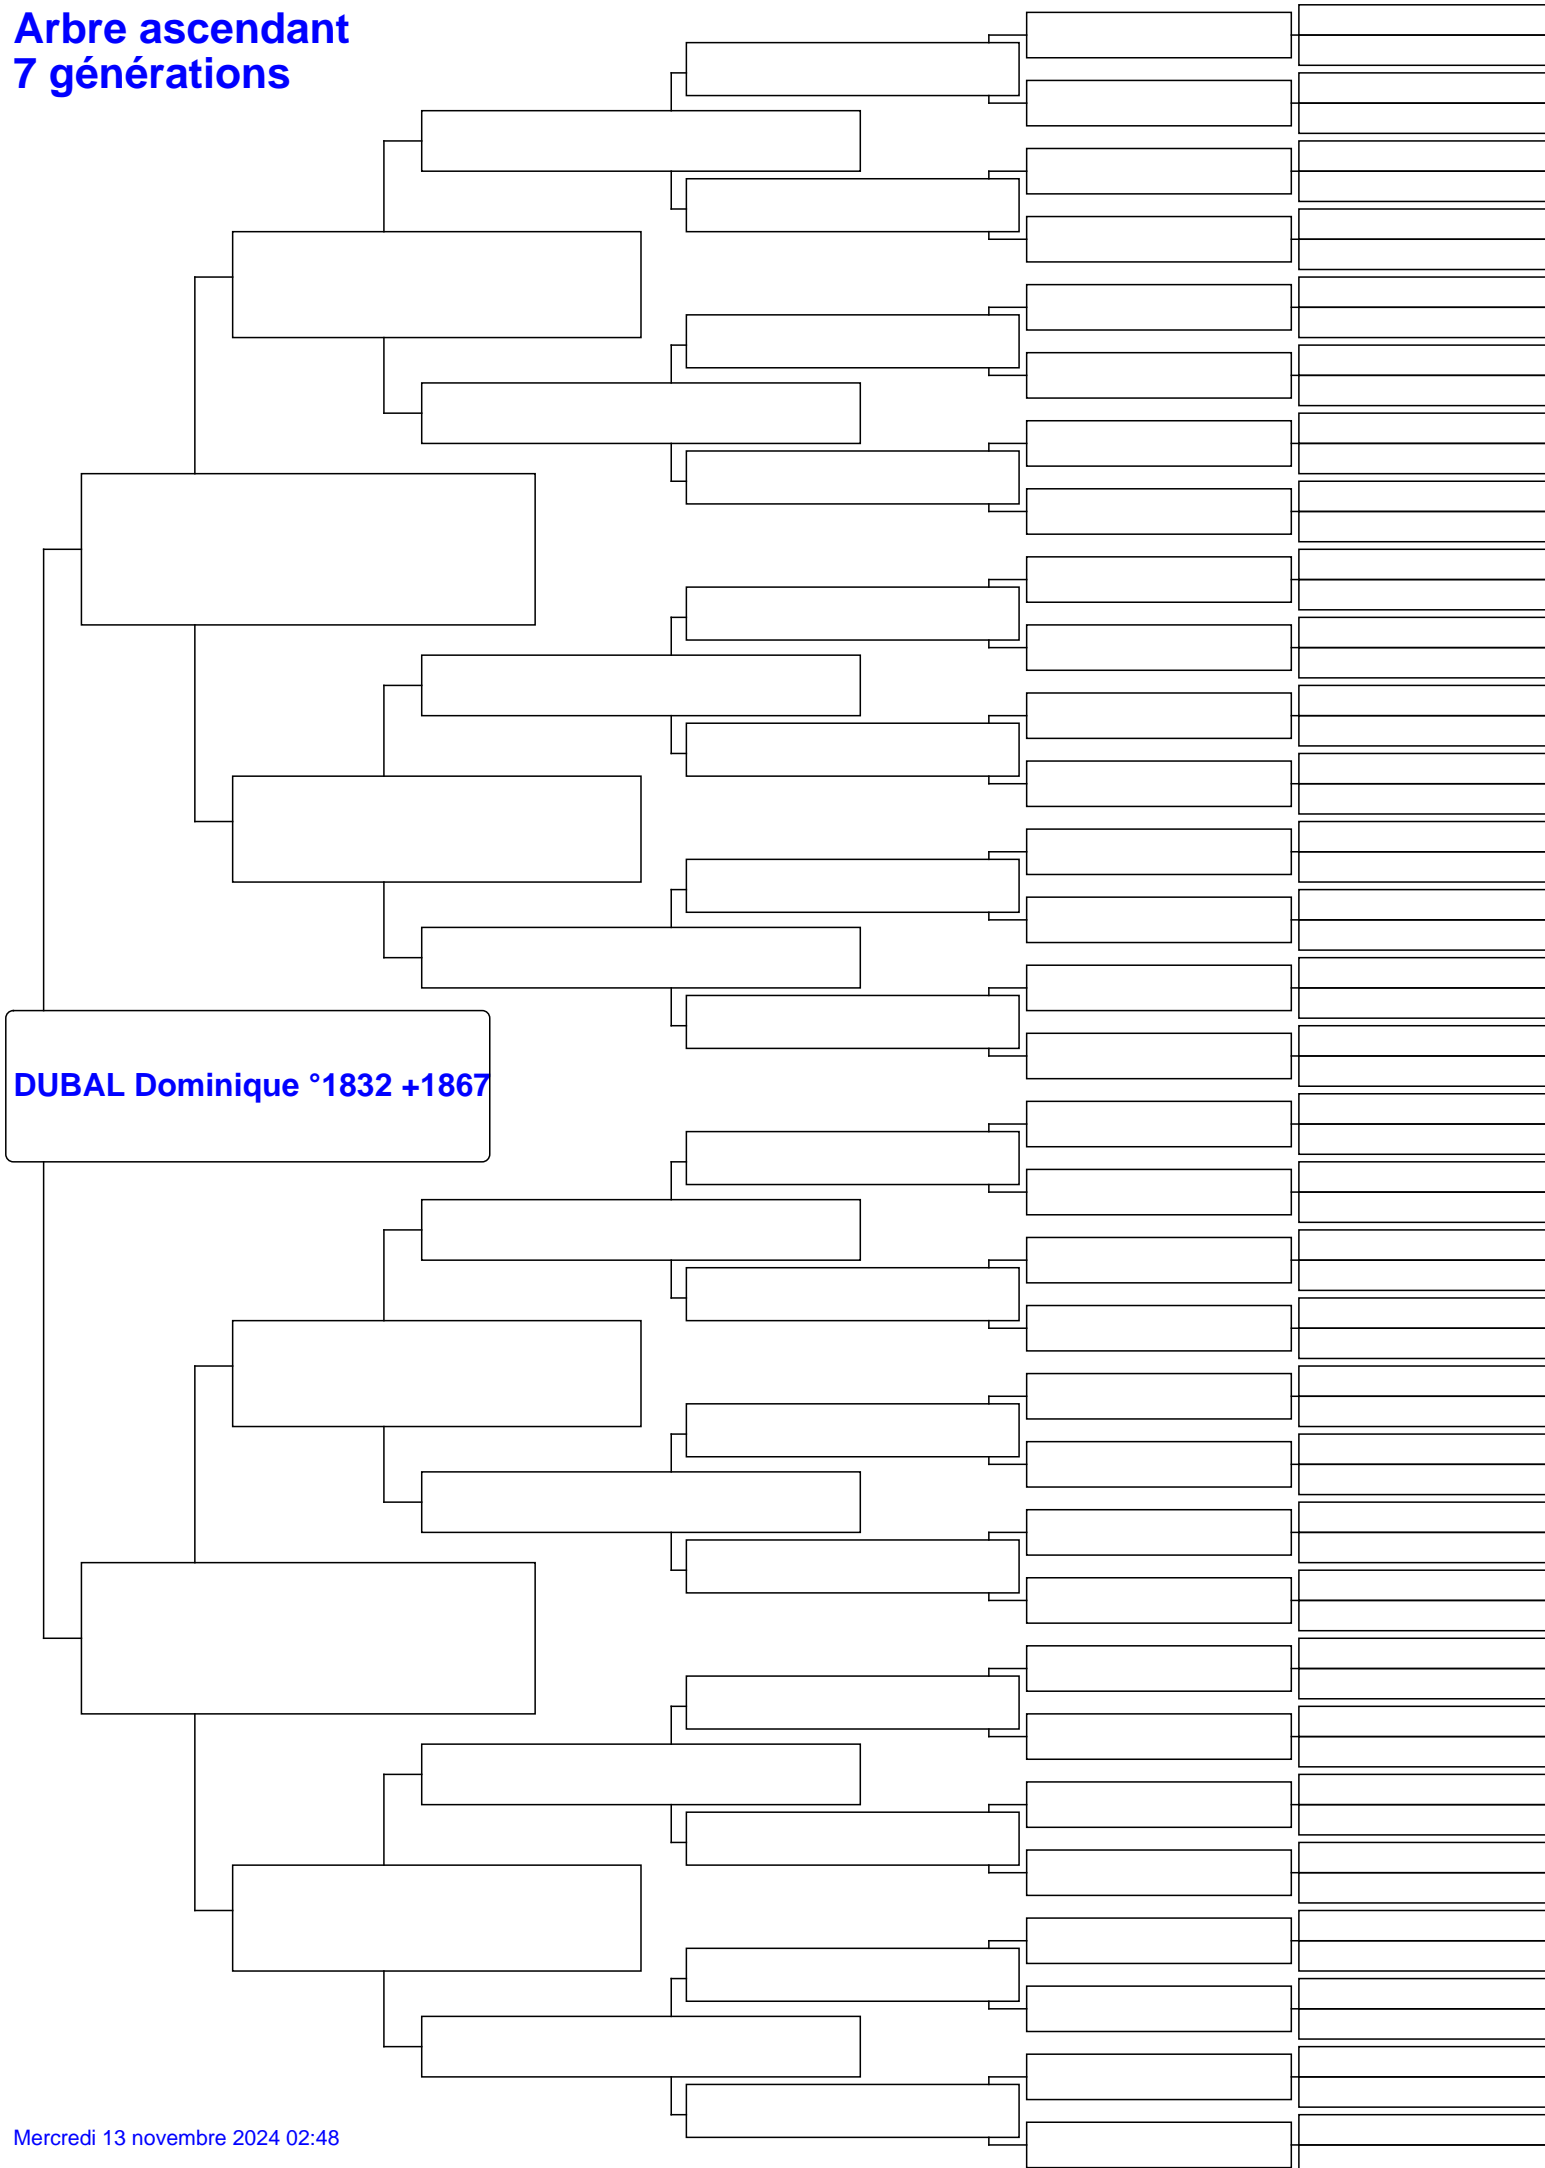 Arbre ascendant
7 générations
DUBAL Dominique °1832 +1867
Mercredi 13 novembre 2024 02:48